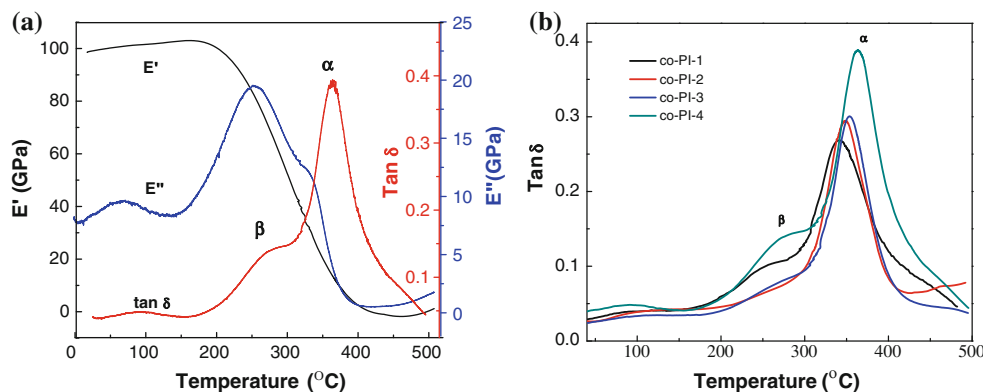 (a)
E' (GPa)
100
80
60
40
20
0
E'
E"
tan δ
β
α
0.4
0.3
0.2
0.1
0.0
Tan δ
25
20
15
10
5
0
E"(GPa)
0 100 200 300 400 500
Temperature (°C)
(b)
Tan δ
0.4
0.3
0.2
0.1
0.0
co-PI-1
co-PI-2
co-PI-3
co-PI-4
α
β
100 200 300 400 500
Temperature (°C)